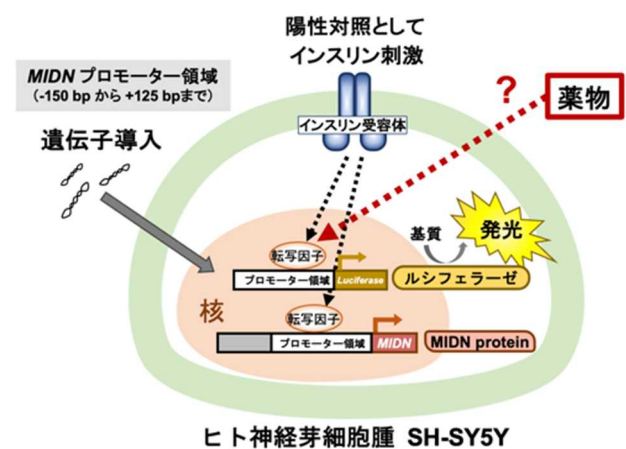 陽性対照として
インスリン刺激
MIDN プロモーター領域
(-150 bp から +125 bpまで)
遺伝子導入
インスリン受容体
?
薬物
転写因子
プロモーター領域
Luciferase
基質
発光
ルシフェラーゼ
核
転写因子
プロモーター領域
MIDN
MIDN protein
ヒト神経芽細胞腫 SH-SY5Y